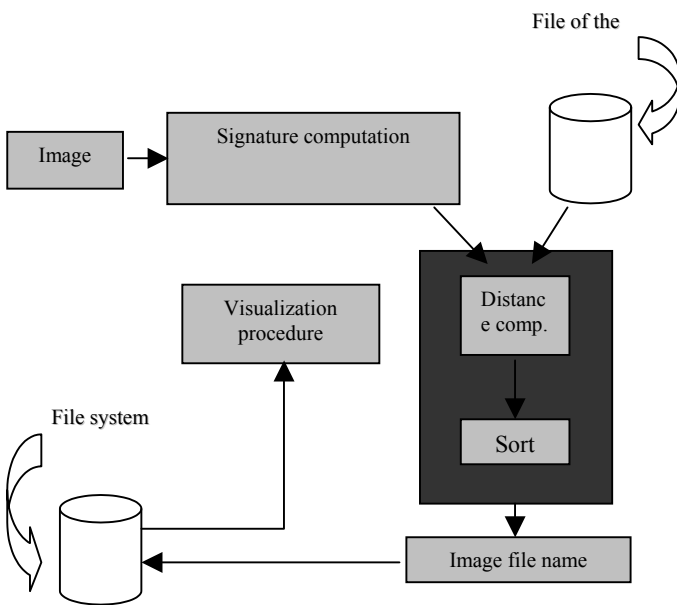 File of the
Signature computation
Image
Distanc
e comp.
Visualization
procedure
File system
Sort
Image file name